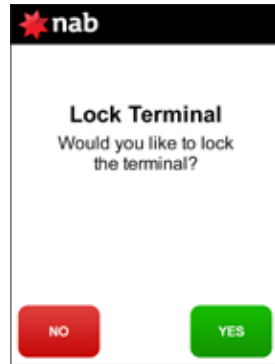 nab
Lock Terminal
Would you like to lock
the terminal?
NO
YES